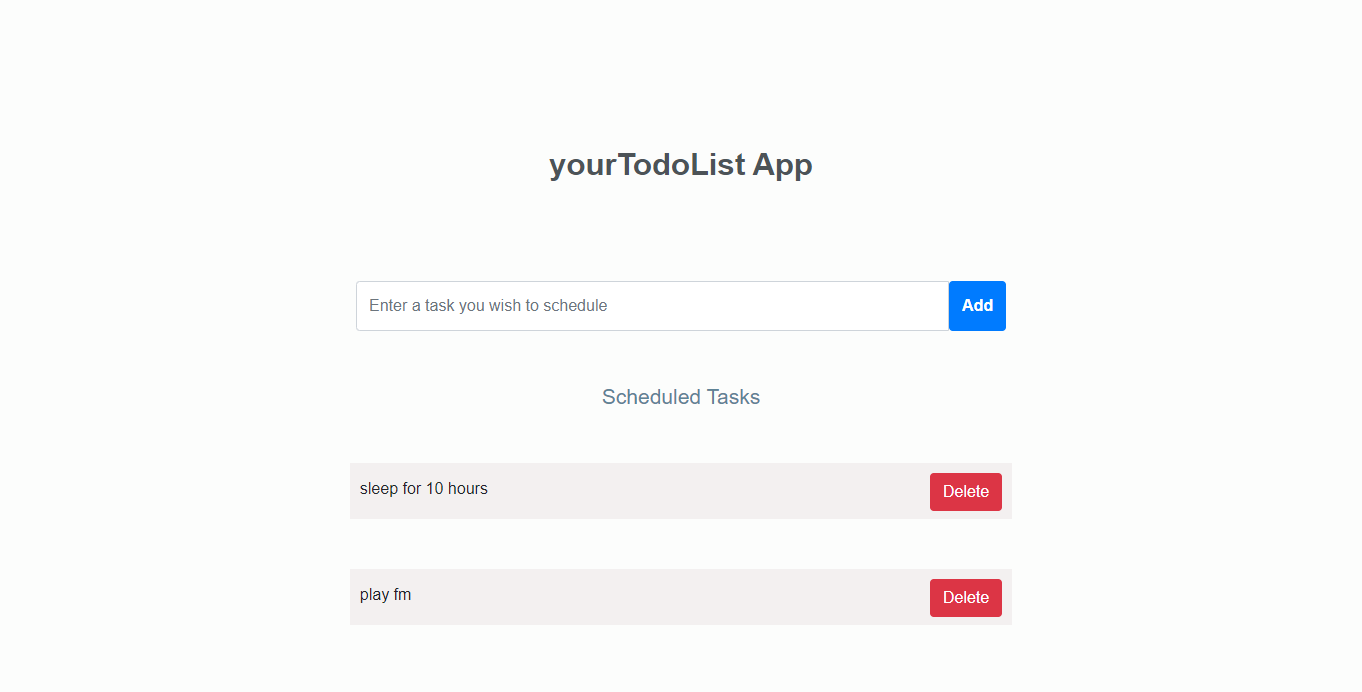 yourTodoList App
Enter a task you wish to schedule
Add
Scheduled Tasks
sleep for 10 hours
Delete
play fm
Delete